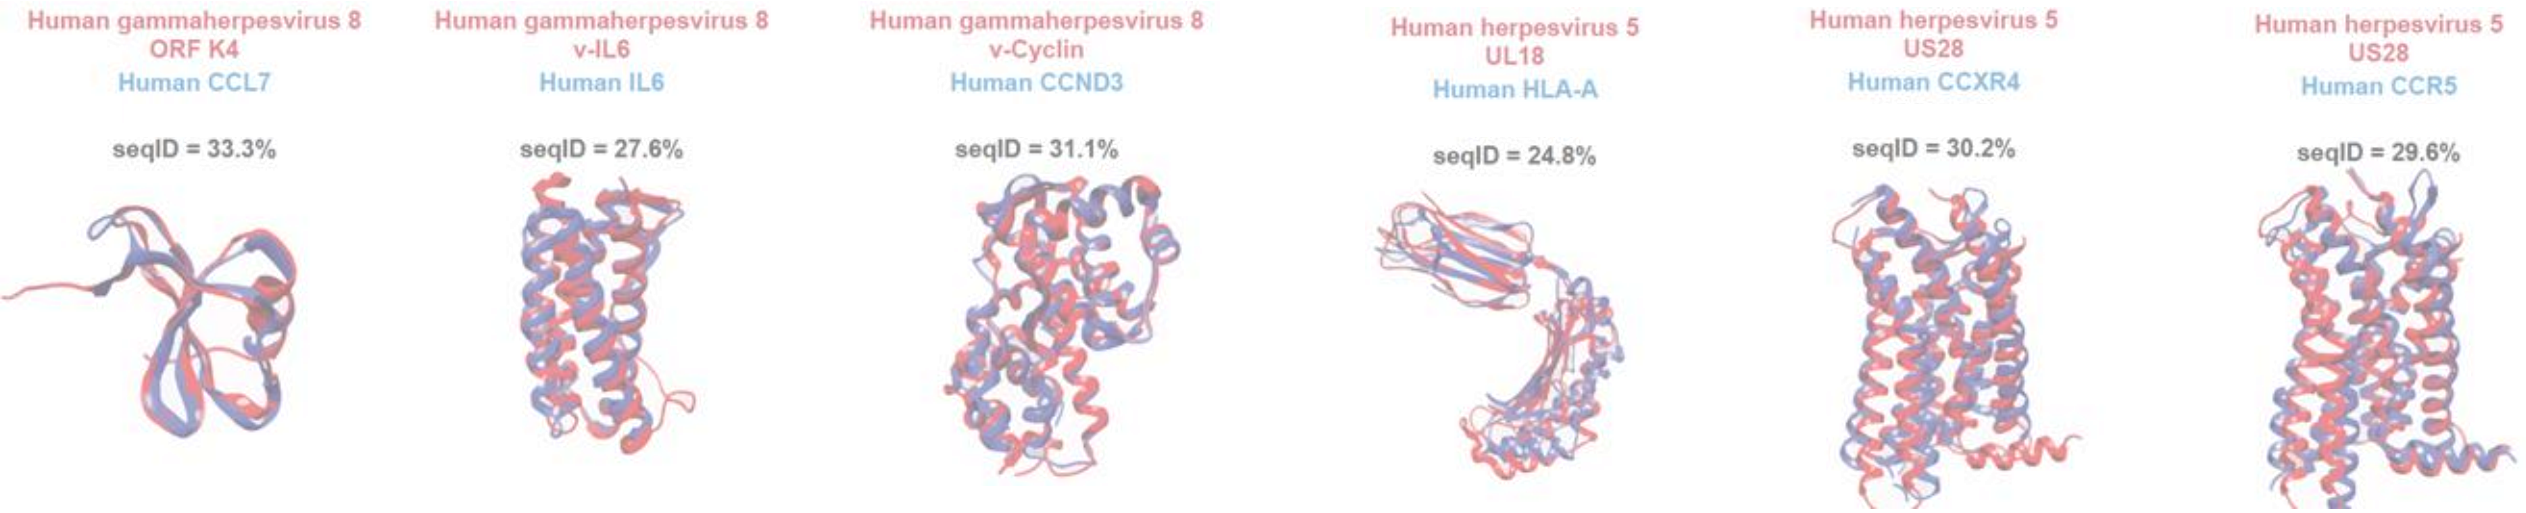 Human gammaherpesvirus 8
ORF K4
Human CCL7
seqID = 33.3%
Human gammaherpesvirus 8
v-IL6
Human IL6
seqID = 27.6%
Human gammaherpesvirus 8
v-Cyclin
Human CCND3
seqID = 31.1%
Human herpesvirus 5
UL18
Human HLA-A
seqID = 24.8%
Human herpesvirus 5
US28
Human CCXR4
seqID = 30.2%
Human herpesvirus 5
US28
Human CCR5
seqID = 29.6%